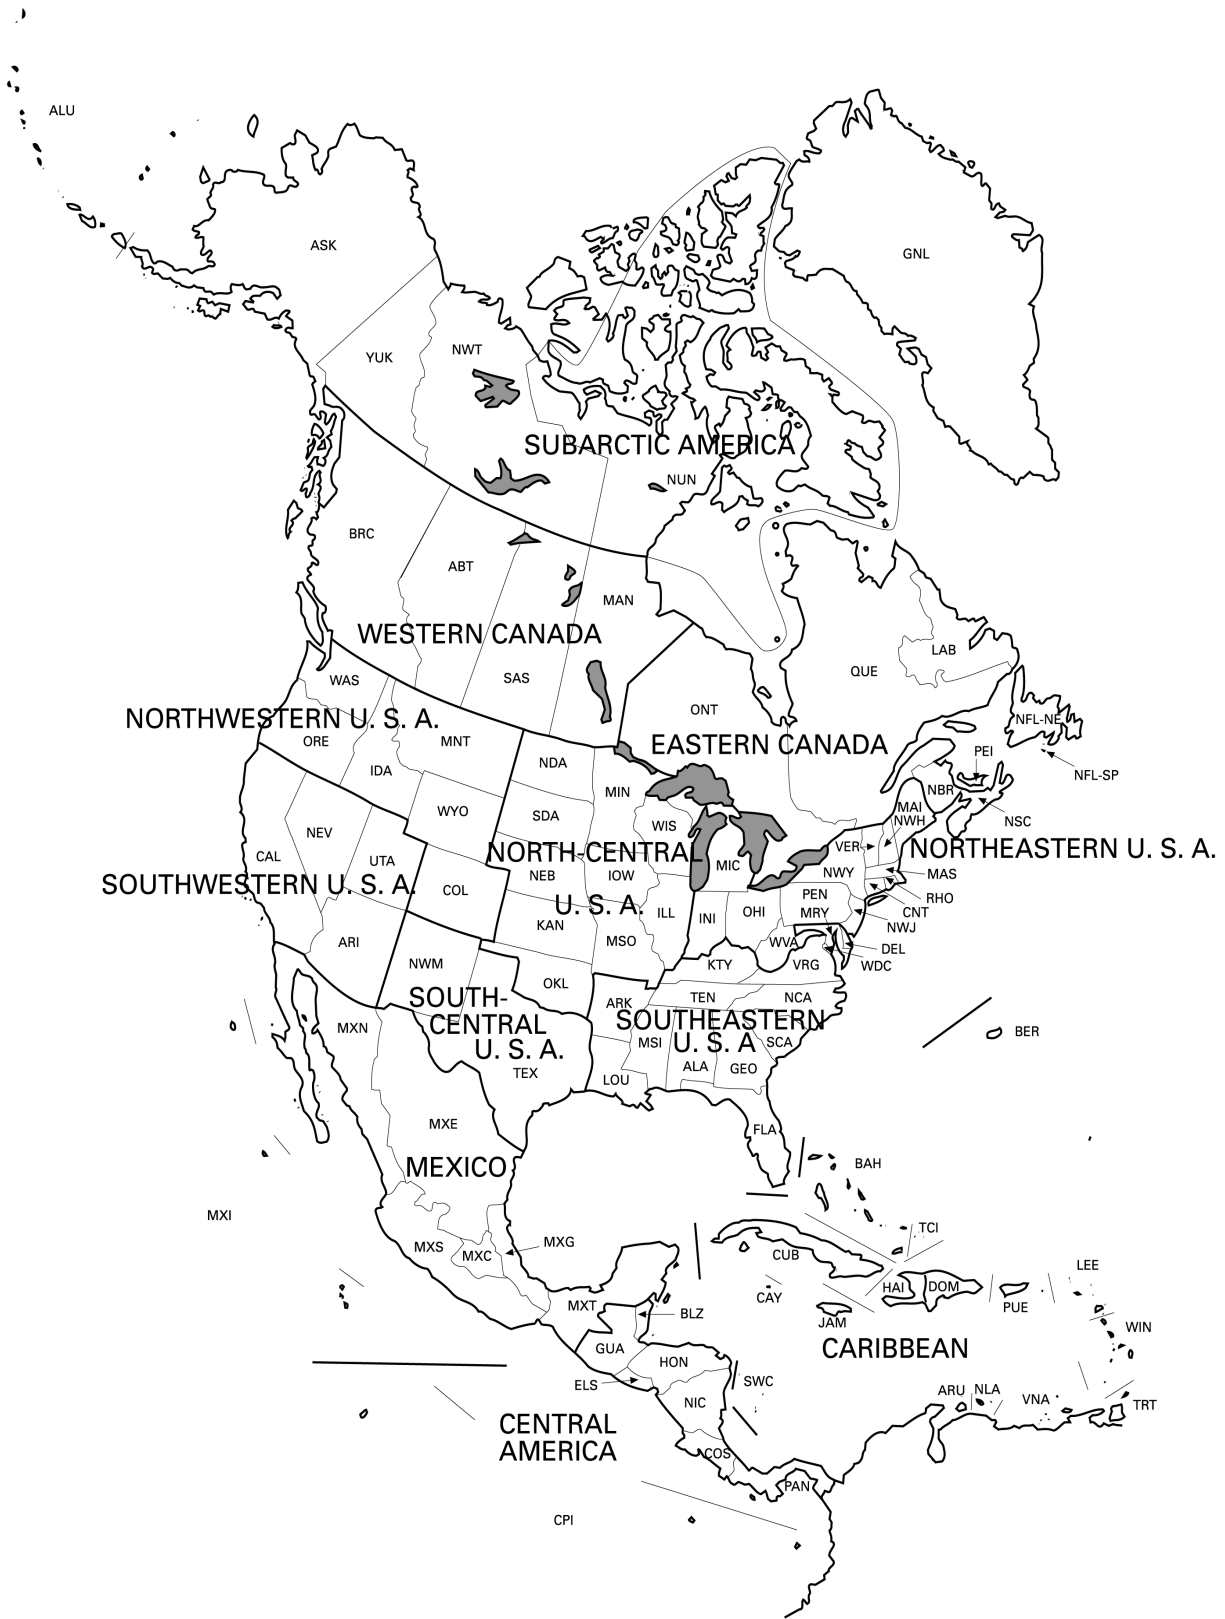 ALU
ASK
GNL
YUK
NWT
SUBARCTIC AMERICA
NUN
BRC
ABT
MAN
WESTERN CANADA
LAB
QUE
SAS
WAS
ONT
NORTHWESTERN U. S. A.
NFL-NE
ORE
MNT
EASTERN CANADA
PEI
NDA
IDA
NFL-SP
MIN
NBR
MAI
WYO
SDA
NWH
NSC
WIS
NEV
VER
NORTHEASTERN U. S. A.
NORTH-CENTRAL
CAL
UTA
MIC
NWY
MAS
NEB
IOW
SOUTHWESTERN U. S. A.
COL
PEN
RHO
U. S. A.
ILL
INI
OHI
MRY
CNT
KAN
NWJ
ARI
MSO
WVA
DEL
NWM
KTY
VRG
WDC
OKL
SOUTH-
ARK
TEN
NCA
CENTRAL
SOUTHEASTERN
MXN
BER
U. S. A.
MSI
U. S. A
SCA
TEX
LOU
ALA
GEO
MXE
FLA
MEXICO
BAH
MXI
TCI
MXS
MXC
MXG
CUB
LEE
HAI
DOM
CAY
MXT
BLZ
JAM
PUE
WIN
GUA
CARIBBEAN
HON
ELS
SWC
NIC
ARU
NLA
VNA
TRT
CENTRAL
AMERICA
COS
PAN
CPI